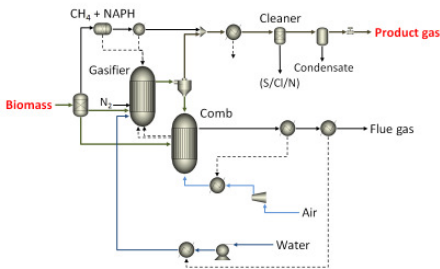 CH4 + NAPH
Cleaner
Product gas
Gasifier
(S/Cl/N)
Condensate
N2
Biomass
Comb
Flue gas
Air
Water